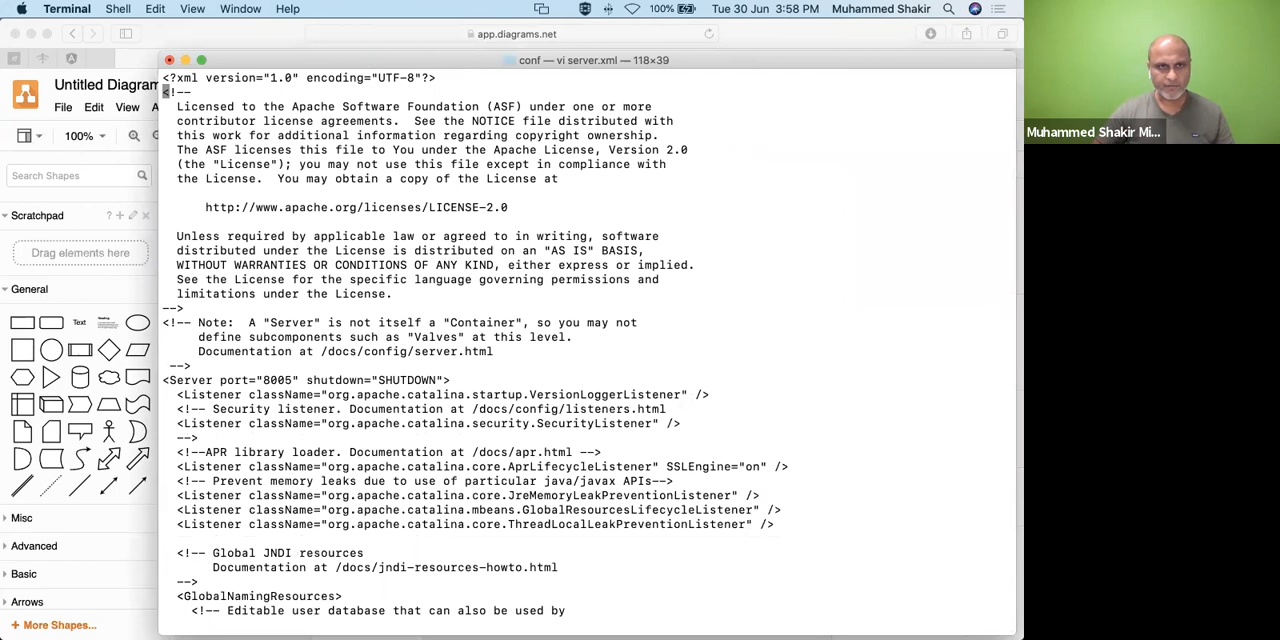 Terminal Shell Edit View Window Help 100% Tue 30 Jun 3:58 PM Muhammed Shakir
app.diagrams.net
conf — vi server.xml — 118×39
Untitled Diagram
File Edit View A
100%
Search Shapes
Scratchpad
?
Drag elements here
General
Text
Misc
Advanced
Basic
Arrows
+ More Shapes...
<?xml version="1.0" encoding="UTF-8"?>
<!--
Licensed to the Apache Software Foundation (ASF) under one or more
contributor license agreements.  See the NOTICE file distributed with
this work for additional information regarding copyright ownership.
The ASF licenses this file to You under the Apache License, Version 2.0
(the "License"); you may not use this file except in compliance with
the License.  You may obtain a copy of the License at
http://www.apache.org/licenses/LICENSE-2.0
Unless required by applicable law or agreed to in writing, software
distributed under the License is distributed on an "AS IS" BASIS,
WITHOUT WARRANTIES OR CONDITIONS OF ANY KIND, either express or implied.
See the License for the specific language governing permissions and
limitations under the License.
-->
<!-- Note:  A "Server" is not itself a "Container", so you may not
define subcomponents such as "Valves" at this level.
Documentation at /docs/config/server.html
-->
<Server port="8005" shutdown="SHUTDOWN">
<Listener className="org.apache.catalina.startup.VersionLoggerListener" />
<!-- Security listener. Documentation at /docs/config/listeners.html
<Listener className="org.apache.catalina.security.SecurityListener" />
-->
<!--APR library loader. Documentation at /docs/apr.html -->
<Listener className="org.apache.catalina.core.AprLifecycleListener" SSLEngine="on" />
<!-- Prevent memory leaks due to use of particular java/javax APIs-->
<Listener className="org.apache.catalina.core.JreMemoryLeakPreventionListener" />
<Listener className="org.apache.catalina.mbeans.GlobalResourcesLifecycleListener" />
<Listener className="org.apache.catalina.core.ThreadLocalLeakPreventionListener" />
<!-- Global JNDI resources
Documentation at /docs/jndi-resources-howto.html
-->
<GlobalNamingResources>
<!-- Editable user database that can also be used by
Muhammed Shakir Mi...